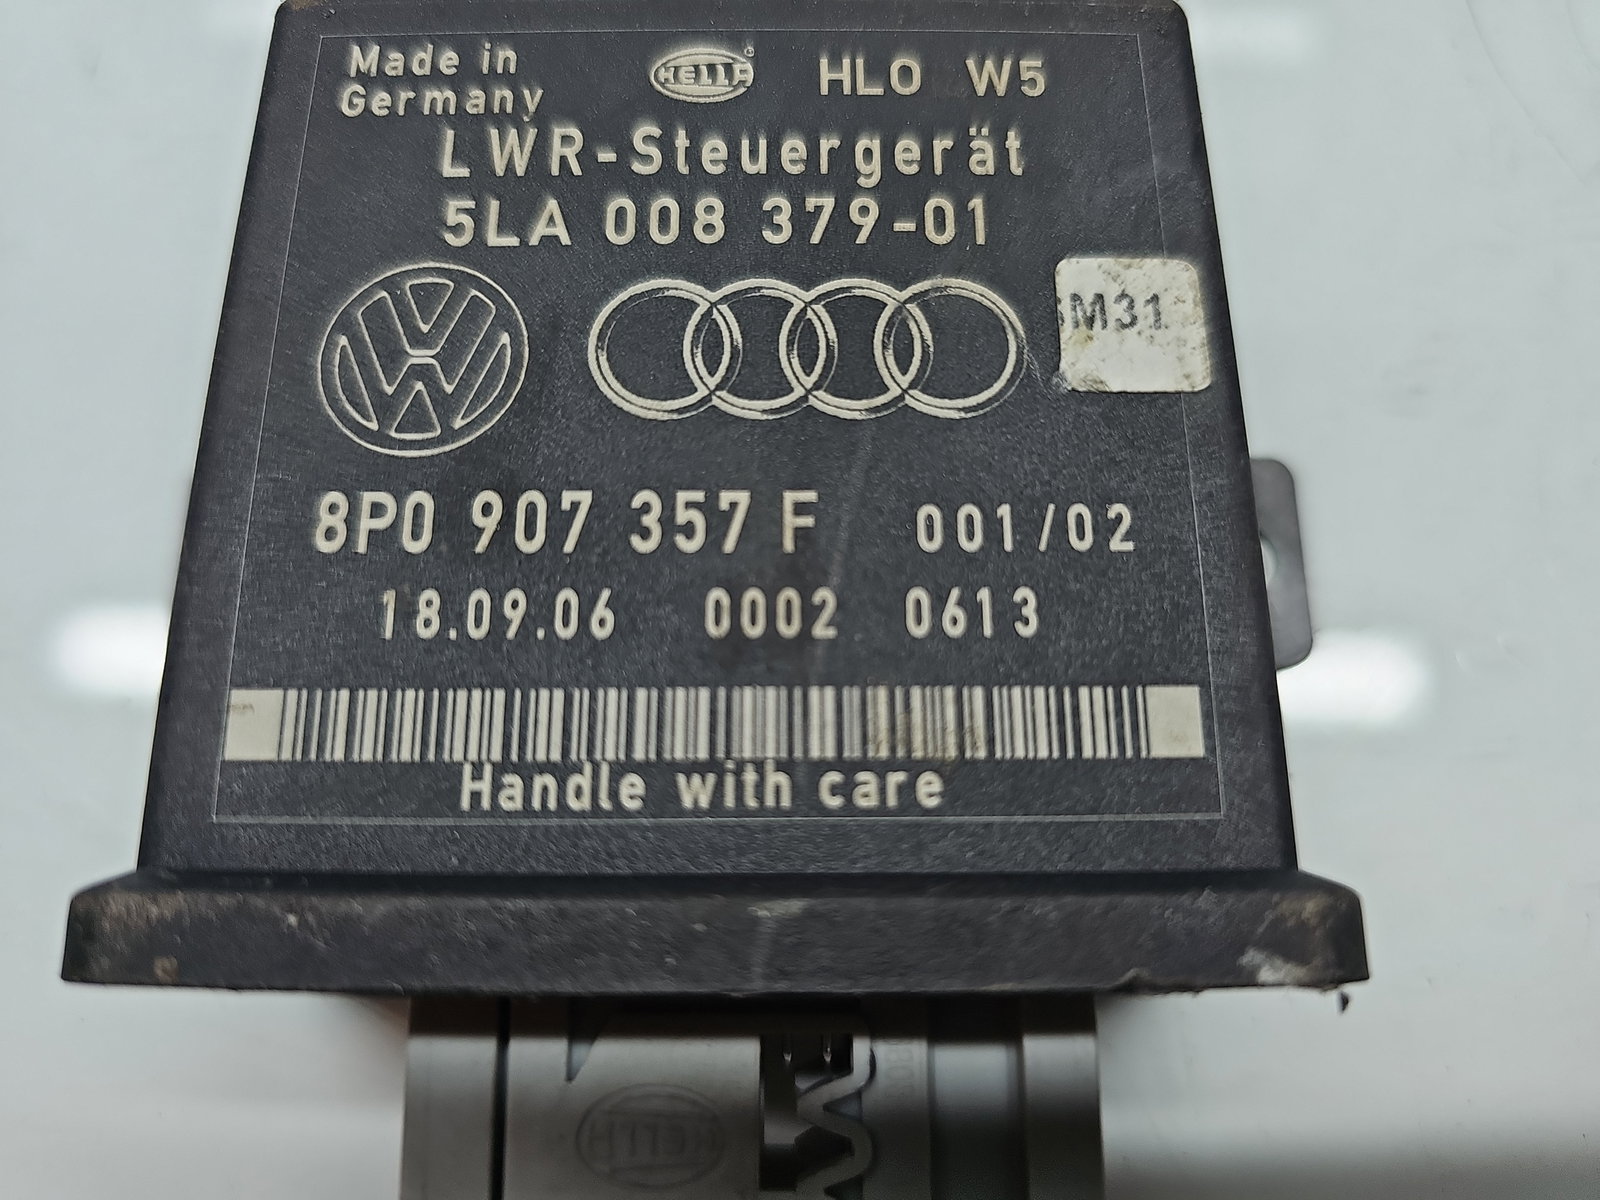 Made in
Germany
HELLA
HLO W5
LWR-Steuergerät
5LA 008 379-01
M31
8P0 907 357 F 001/02
18.09.06 0002 0613
Handle with care
HELLA